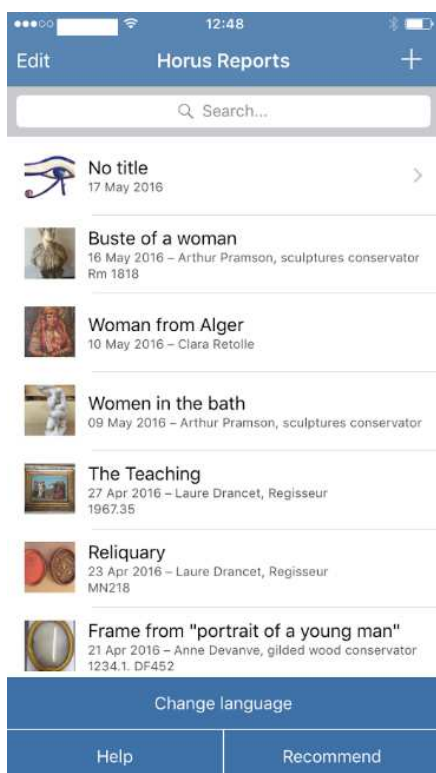 12:48
Edit
Horus Reports
+
Search...
No title
17 May 2016
Buste of a woman
16 May 2016 – Arthur Pramson, sculptures conservator
Rm 1818
Woman from Alger
10 May 2016 – Clara Retolle
Women in the bath
09 May 2016 – Arthur Pramson, sculptures conservator
The Teaching
27 Apr 2016 – Laure Drancet, Regisseur
1967.35
Reliquary
23 Apr 2016 – Laure Drancet, Regisseur
MN218
Frame from "portrait of a young man"
21 Apr 2016 – Anne Devanve, gilded wood conservator
1234.1. DF452
Change language
Help
Recommend